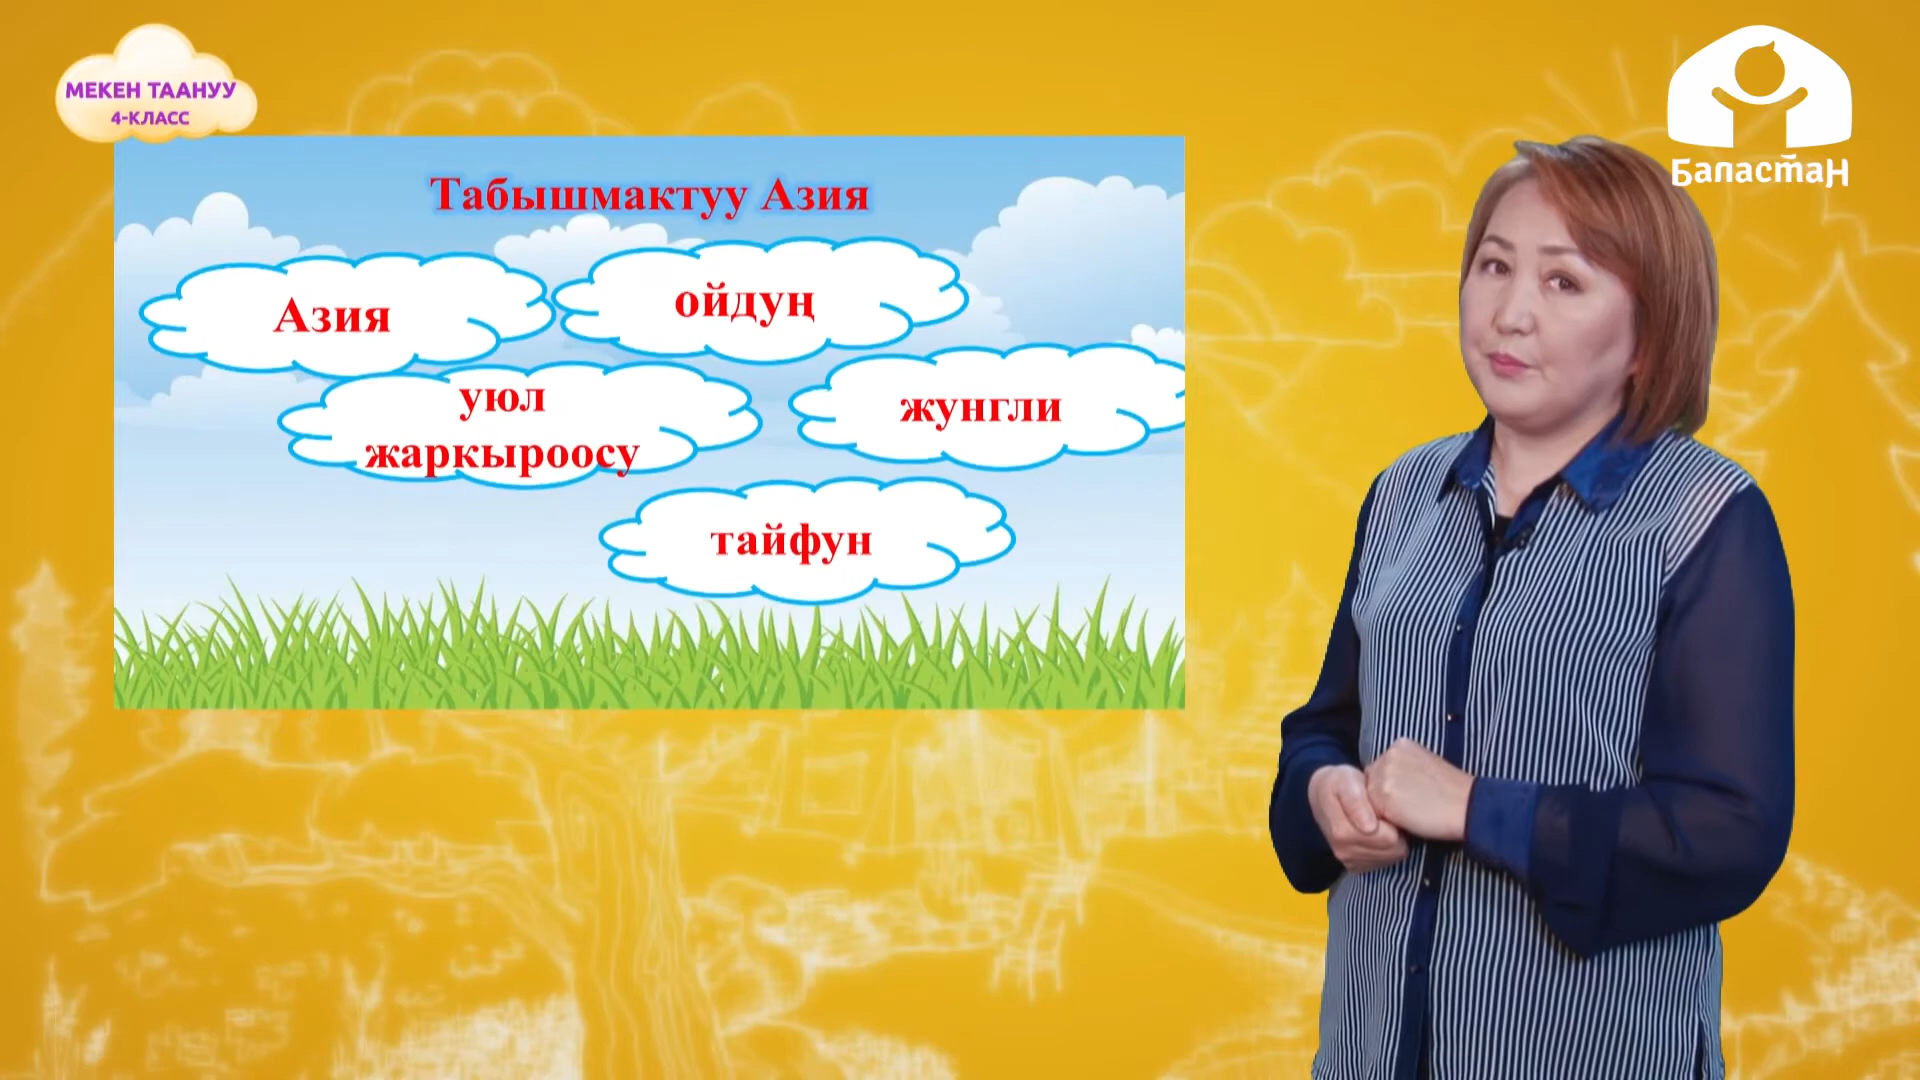 МЕКЕН ТААНУУ
4-КЛАСС
Баластан
Табышмактуу Азия
Азия
ойдуң
уюл
жаркыроосу
жунгли
тайфун